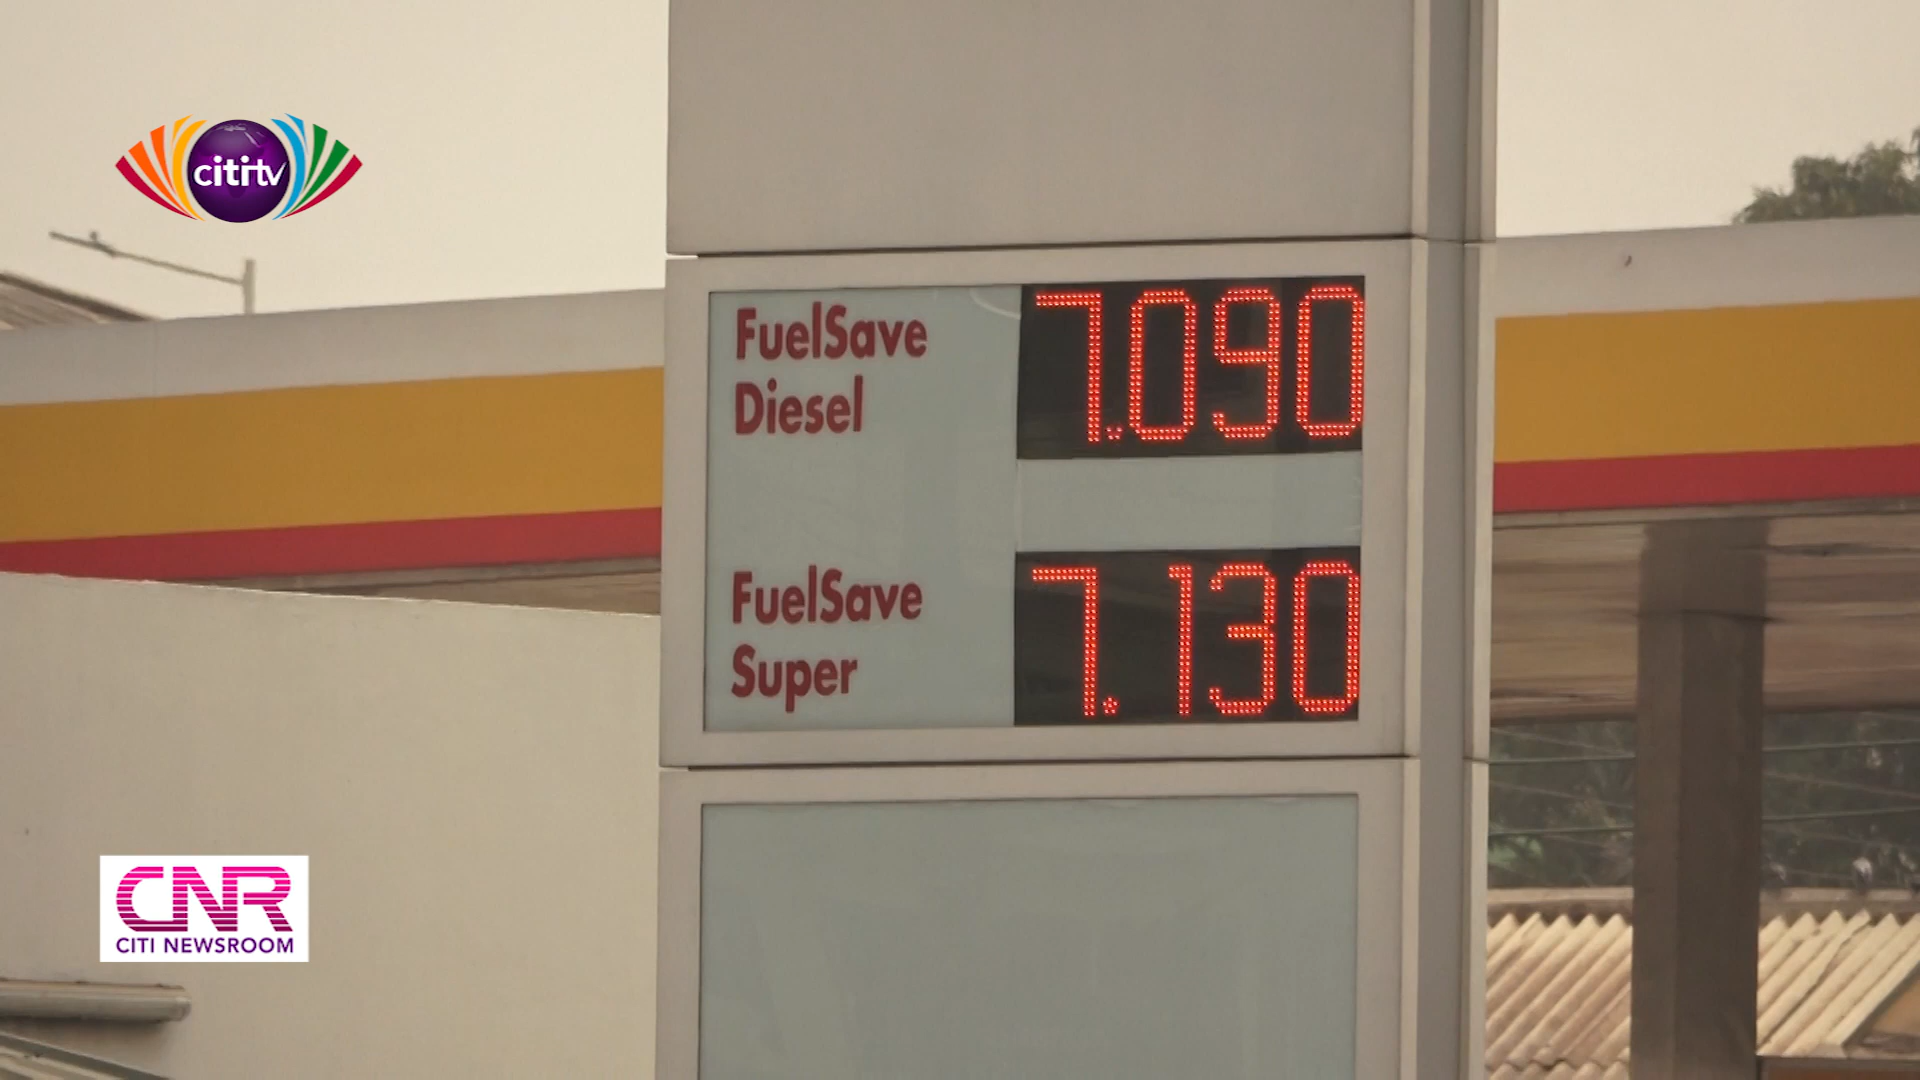 citi tv
FuelSave
Diesel
7.090
FuelSave
Super
7.130
CNR
CITI NEWSROOM